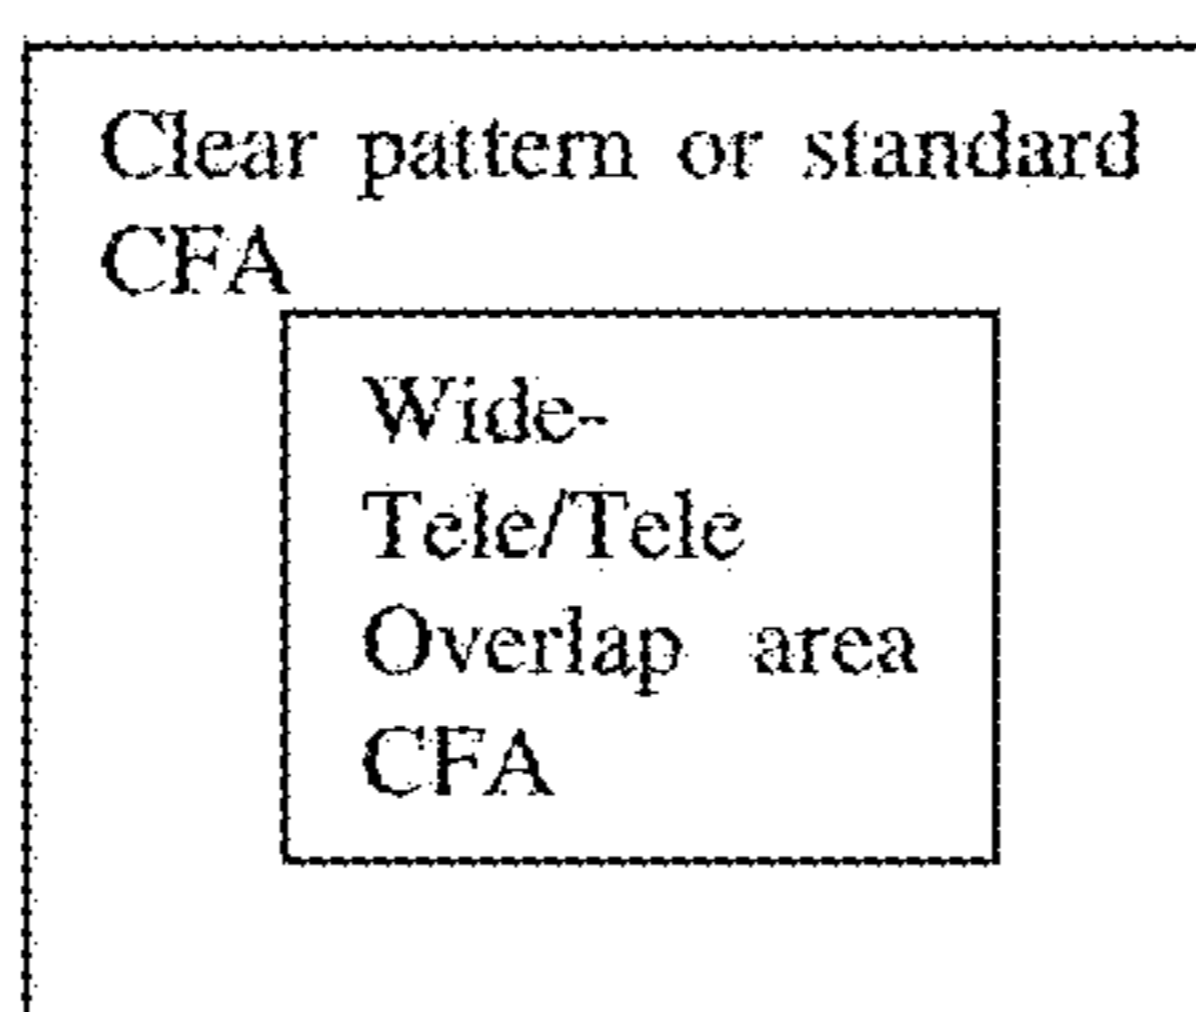 Clear pattern or standard
CFA
Wide-
Tele/Tele
Overlap area
CFA